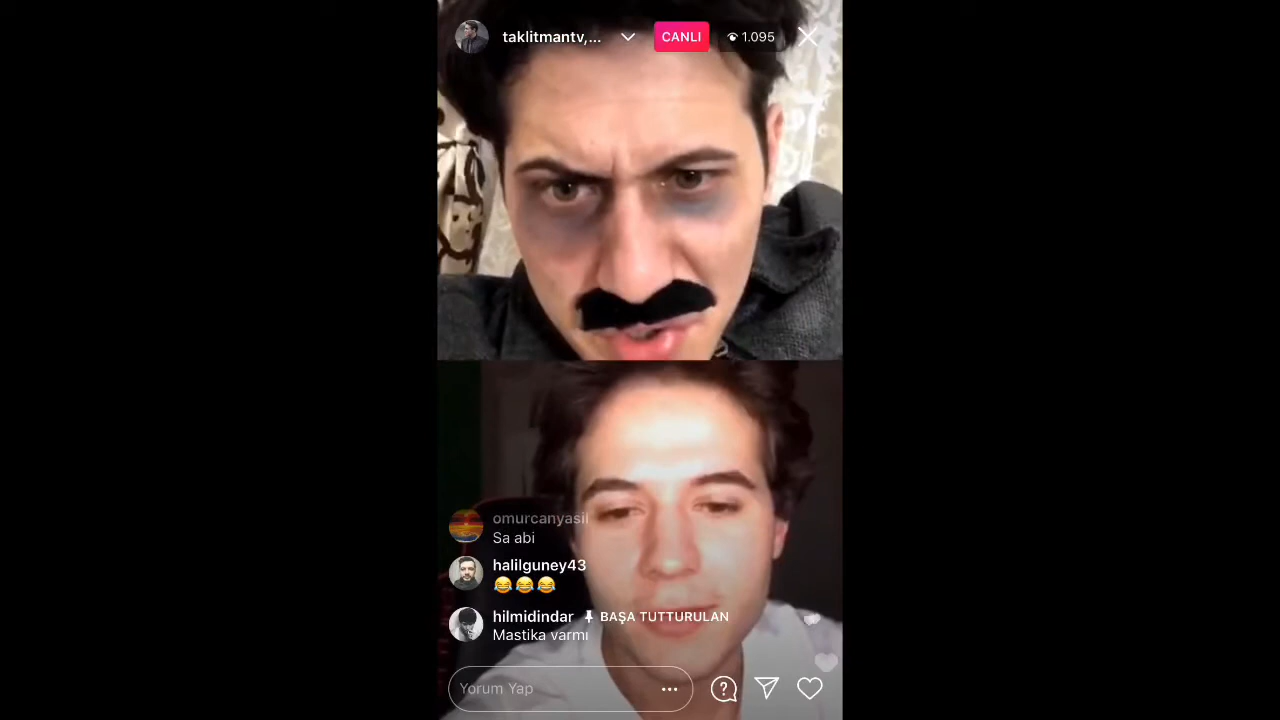 taklitmantv,...
CANLI
1.095
omurcanyasil
Sa abi
halilguney43
😂😂😂
hilmidindar BAŞA TUTTURULAN
Mastika varmı
Yorum Yap